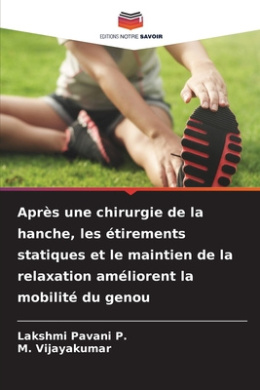 EDITIONS NOTRE SAVOIR
Après une chirurgie de la
hanche, les étirements
statiques et le maintien de la
relaxation améliorent la
mobilité du genou
Lakshmi Pavani P.
M. Vijayakumar